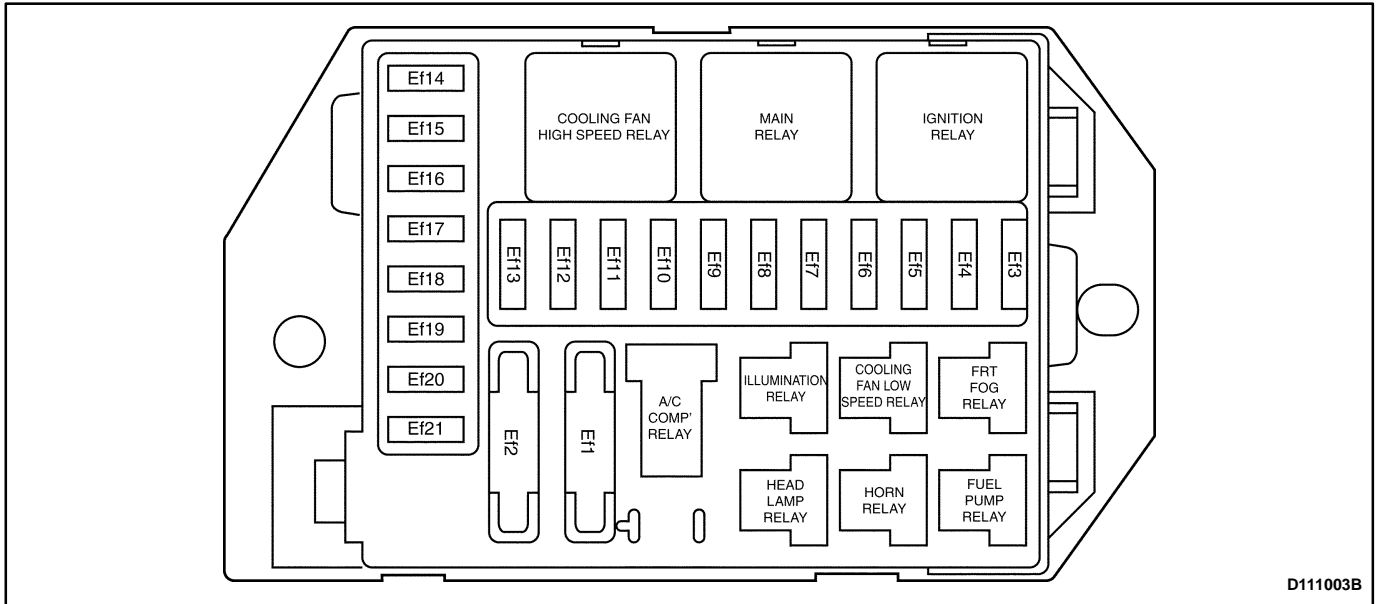 Ef14
Ef15
Ef16
Ef17
Ef18
Ef19
Ef20
Ef21
COOLING FAN
HIGH SPEED RELAY
MAIN
RELAY
IGNITION
RELAY
Ef13
Ef12
Ef11
Ef10
Ef9
Ef8
Ef7
Ef6
Ef5
Ef4
Ef3
Ef2
Ef1
A/C
COMP'
RELAY
ILLUMINATION
RELAY
COOLING
FAN LOW
SPEED RELAY
FRT
FOG
RELAY
HEAD
LAMP
RELAY
HORN
RELAY
FUEL
PUMP
RELAY
D111003B